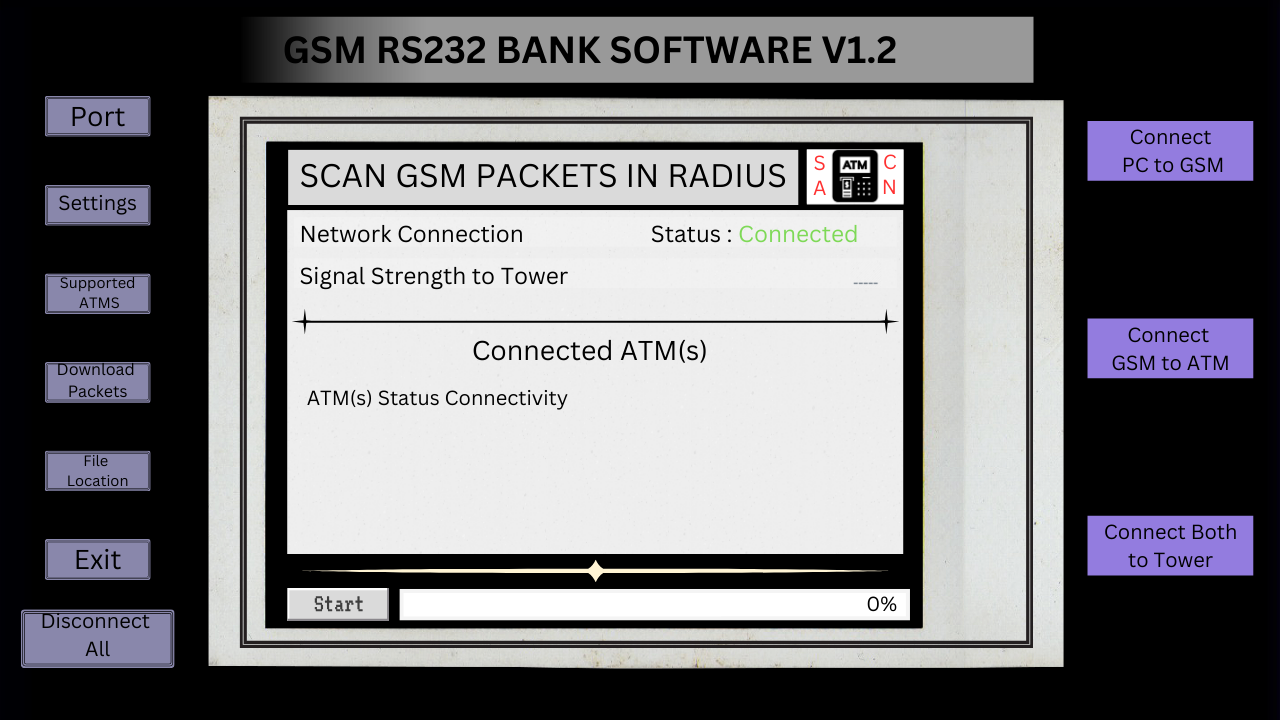 GSM RS232 BANK SOFTWARE V1.2
Port
Settings
Supported
ATMS
Download
Packets
File
Location
Exit
Disconnect
All
SCAN GSM PACKETS IN RADIUS
S
A
ATM
$
C
N
Network Connection
Status : Connected
Signal Strength to Tower
-----
Connected ATM(s)
ATM(s) Status Connectivity
Start
0%
Connect
PC to GSM
Connect
GSM to ATM
Connect Both
to Tower